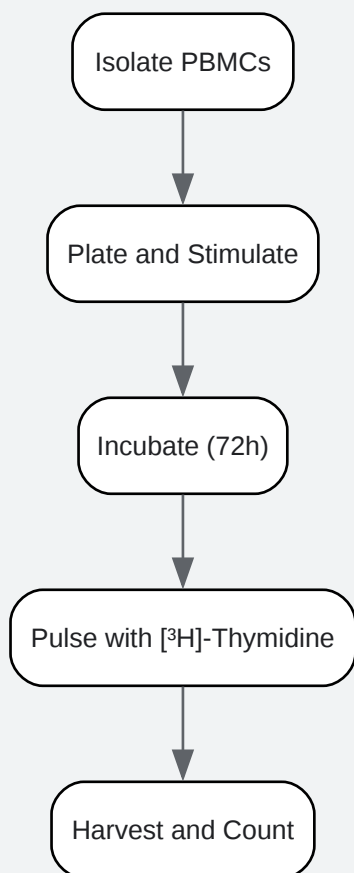 Isolate PBMCs
Plate and Stimulate
Incubate (72h)
Pulse with [³H]-Thymidine
Harvest and Count